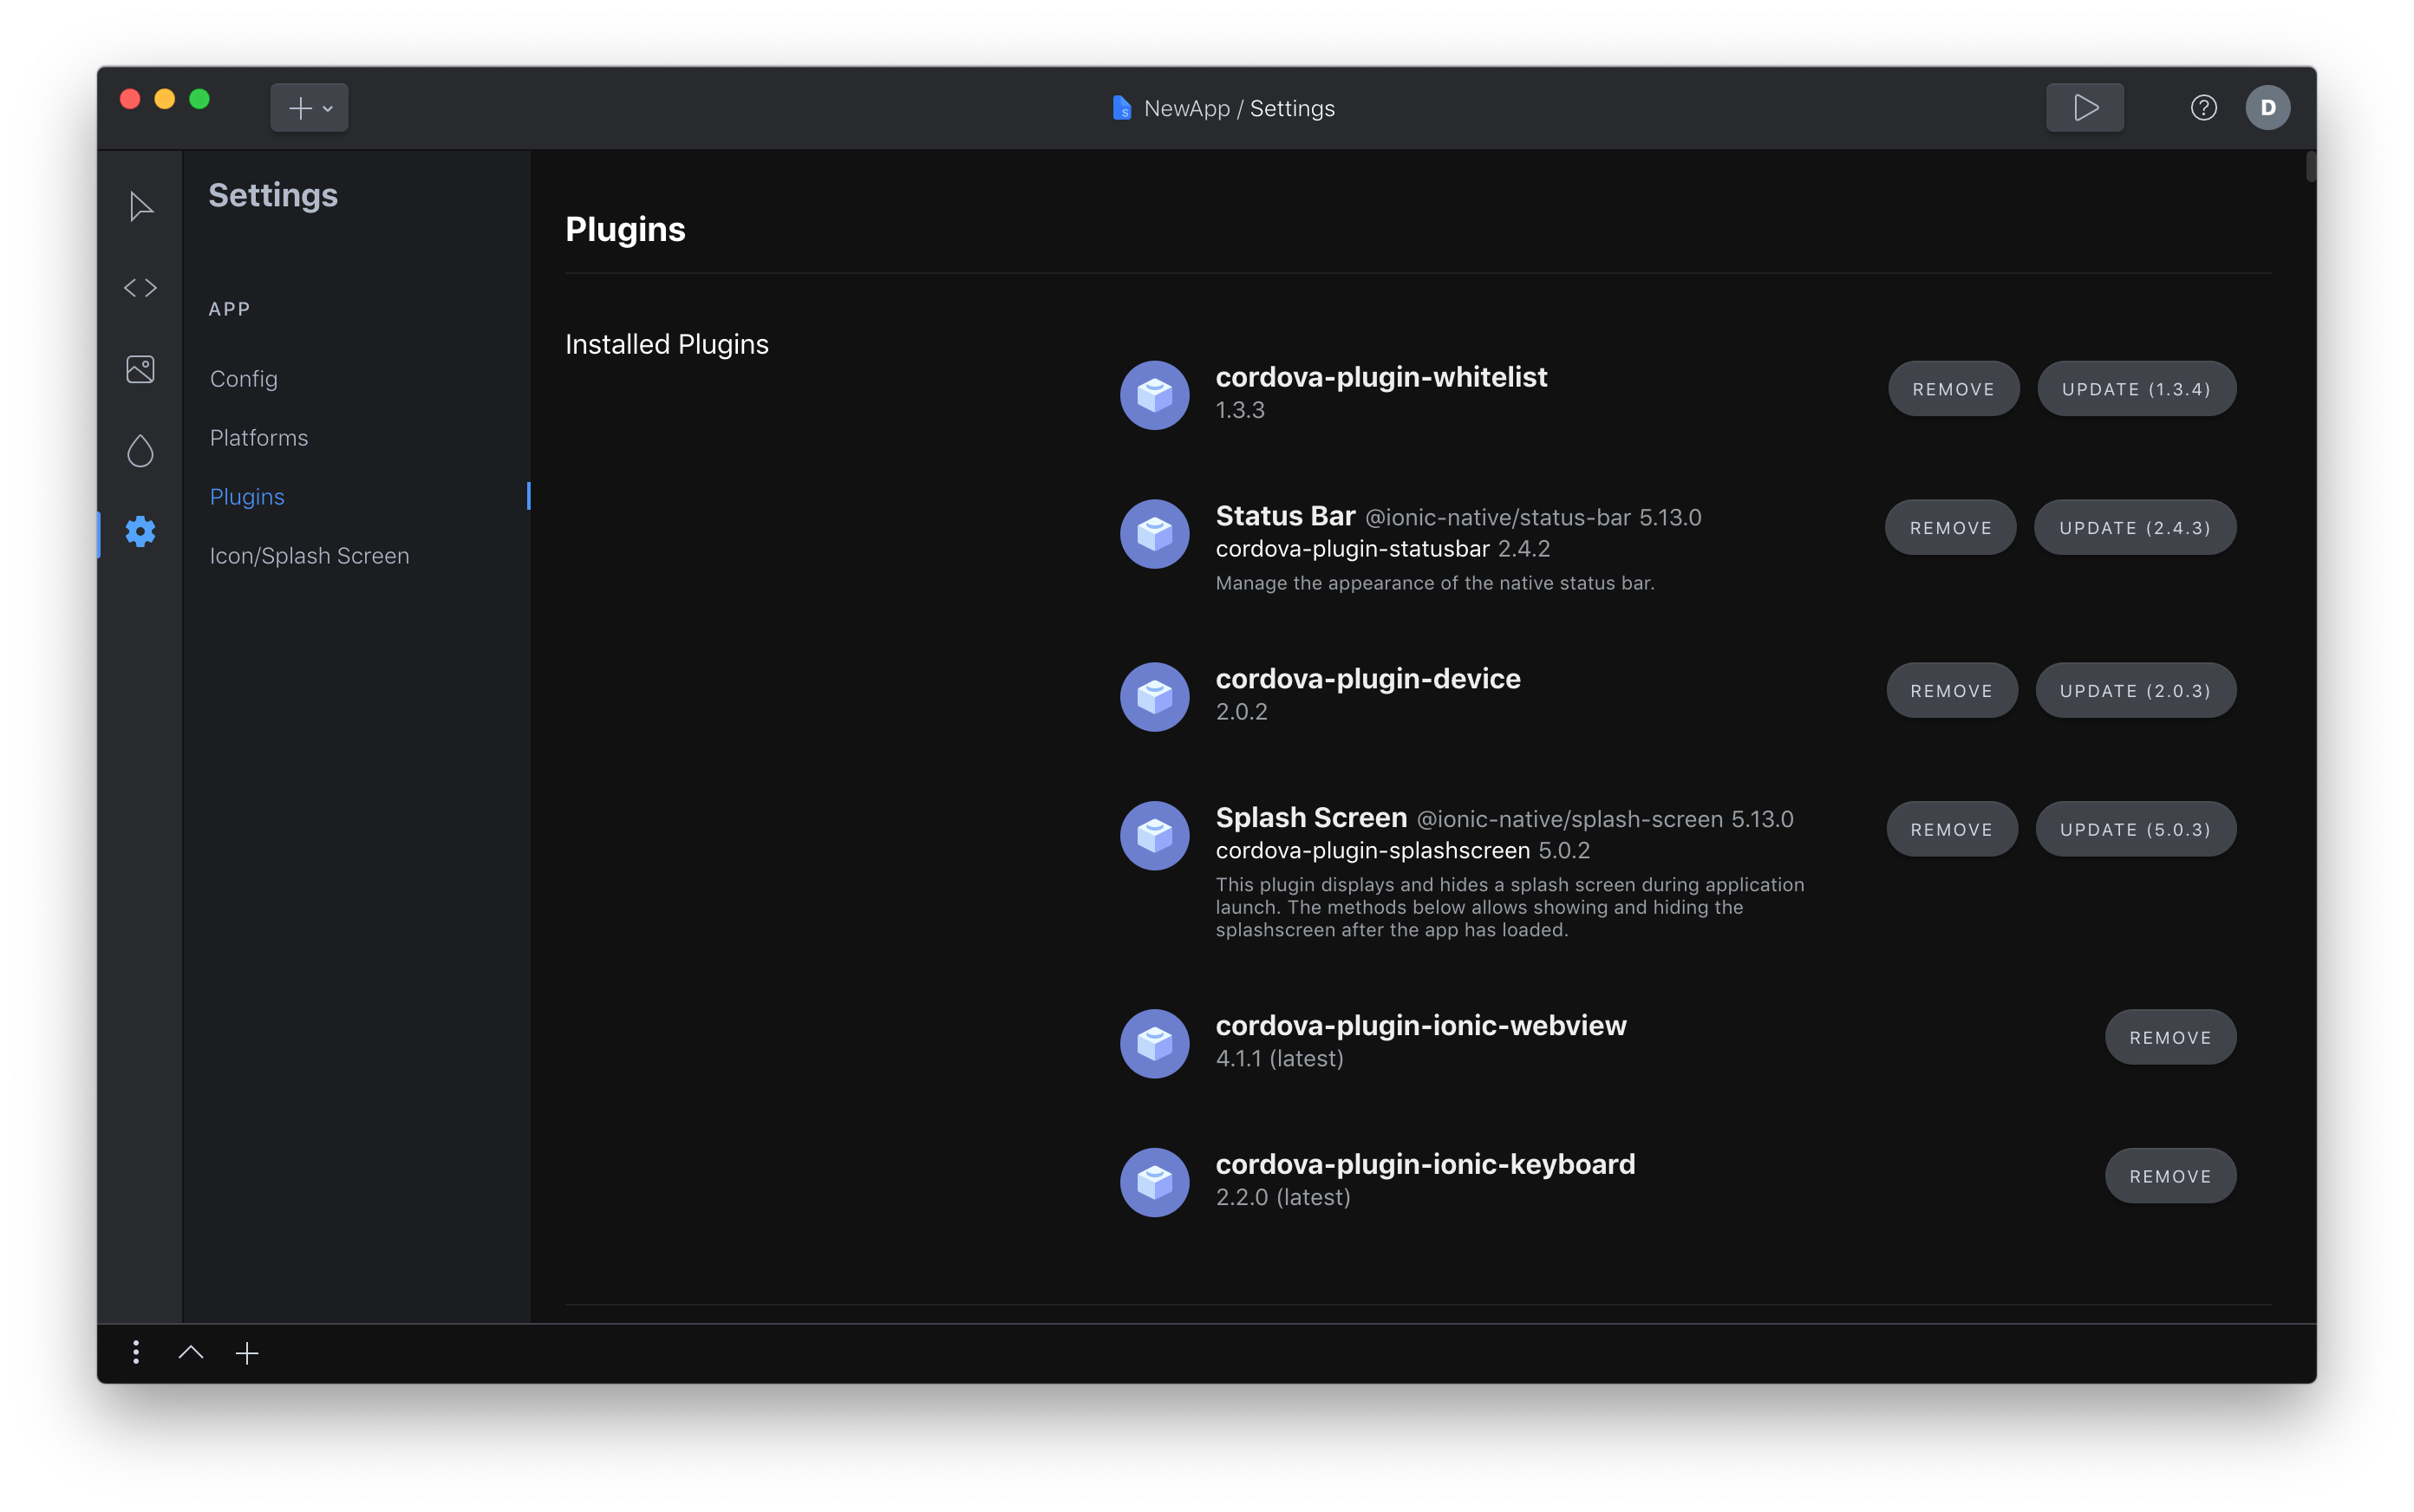 NewApp / Settings
D
Settings
APP
Config
Platforms
Plugins
Icon/Splash Screen
Plugins
Installed Plugins
cordova-plugin-whitelist
1.3.3
REMOVE
UPDATE (1.3.4)
Status Bar @ionic-native/status-bar 5.13.0
cordova-plugin-statusbar 2.4.2
Manage the appearance of the native status bar.
REMOVE
UPDATE (2.4.3)
cordova-plugin-device
2.0.2
REMOVE
UPDATE (2.0.3)
Splash Screen @ionic-native/splash-screen 5.13.0
cordova-plugin-splashscreen 5.0.2
This plugin displays and hides a splash screen during application
launch. The methods below allows showing and hiding the
splashscreen after the app has loaded.
REMOVE
UPDATE (5.0.3)
cordova-plugin-ionic-webview
4.1.1 (latest)
REMOVE
cordova-plugin-ionic-keyboard
2.2.0 (latest)
REMOVE